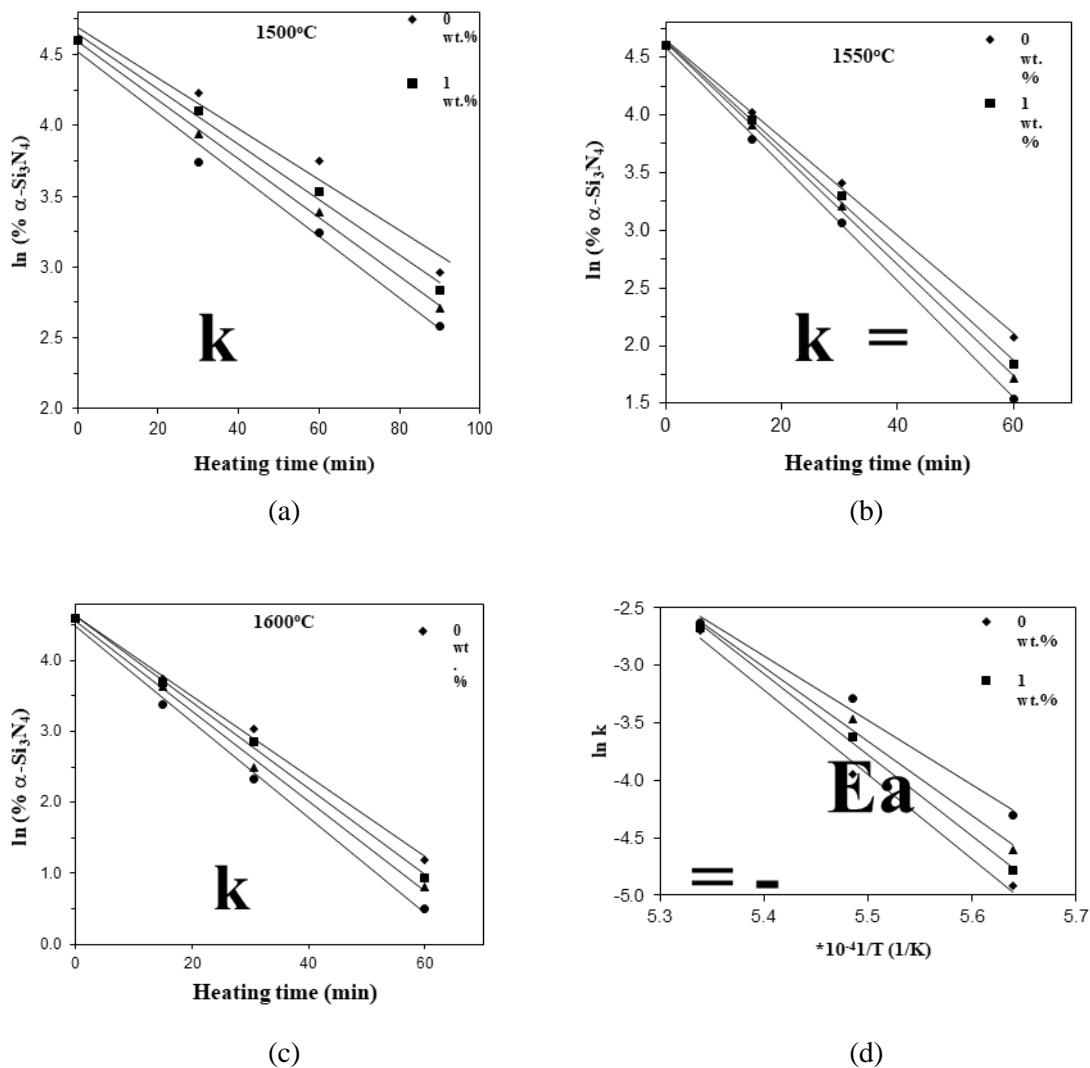 1500°C
0
wt.%
1
wt.%
4.5
4.0
3.5
3.0
2.5
2.0
ln (% α-Si₃N₄)
k
0
20
40
60
80
100
Heating time (min)
(a)
1550°C
0
wt.
%
1
wt.
%
4.5
4.0
3.5
3.0
2.5
2.0
1.5
ln (% α-Si₃N₄)
k =
0
20
40
60
Heating time (min)
(b)
1600°C
0
wt
.
%
4.0
3.0
2.0
1.0
0.0
ln (% α-Si₃N₄)
k
0
20
40
60
Heating time (min)
(c)
0
wt.%
1
wt.%
-2.5
-3.0
-3.5
-4.0
-4.5
-5.0
ln k
Ea
= -
5.3
5.4
5.5
5.6
5.7
*10⁻⁴1/T (1/K)
(d)